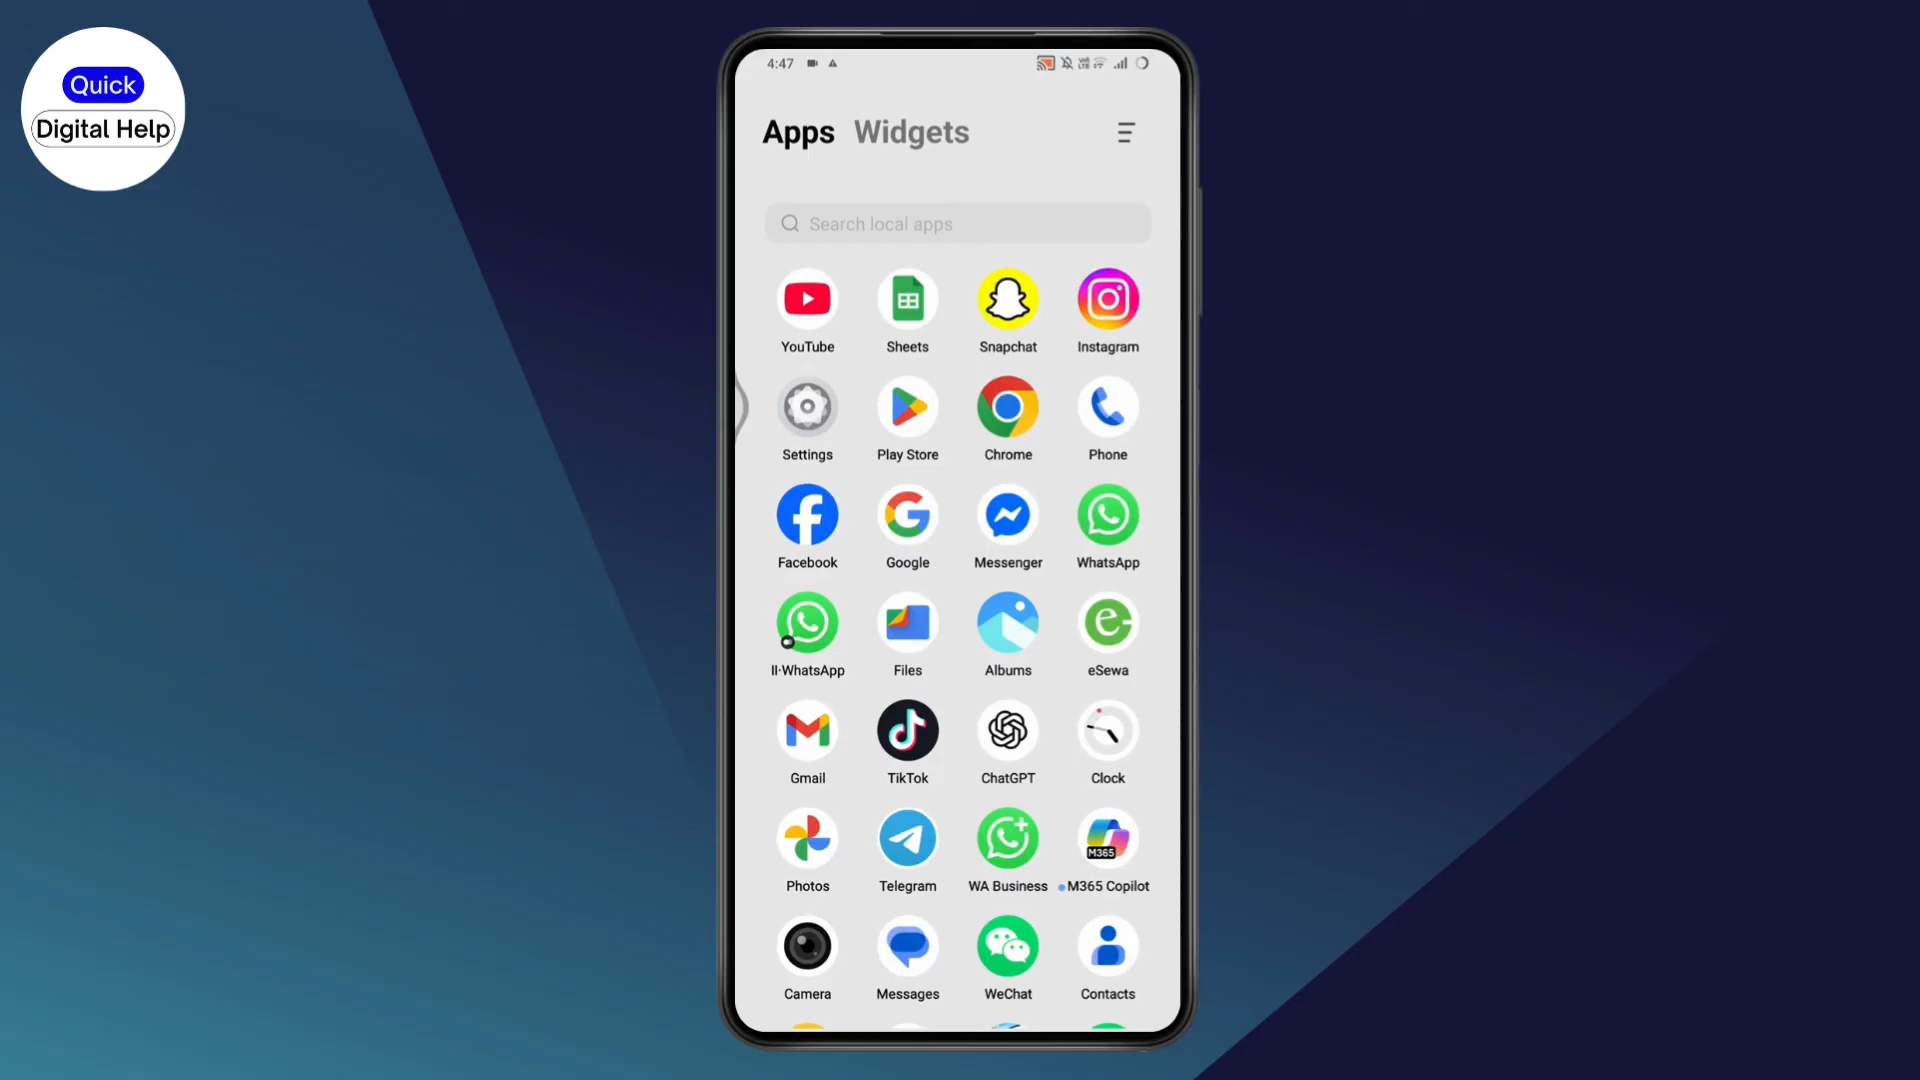 Quick
Digital Help
4:47
Apps Widgets
Search local apps
YouTube Sheets Snapchat Instagram
Settings Play Store Chrome Phone
Facebook Google Messenger WhatsApp
II·WhatsApp Files Albums eSewa
Gmail TikTok ChatGPT Clock
M365
Photos Telegram WA Business M365 Copilot
Camera Messages WeChat Contacts